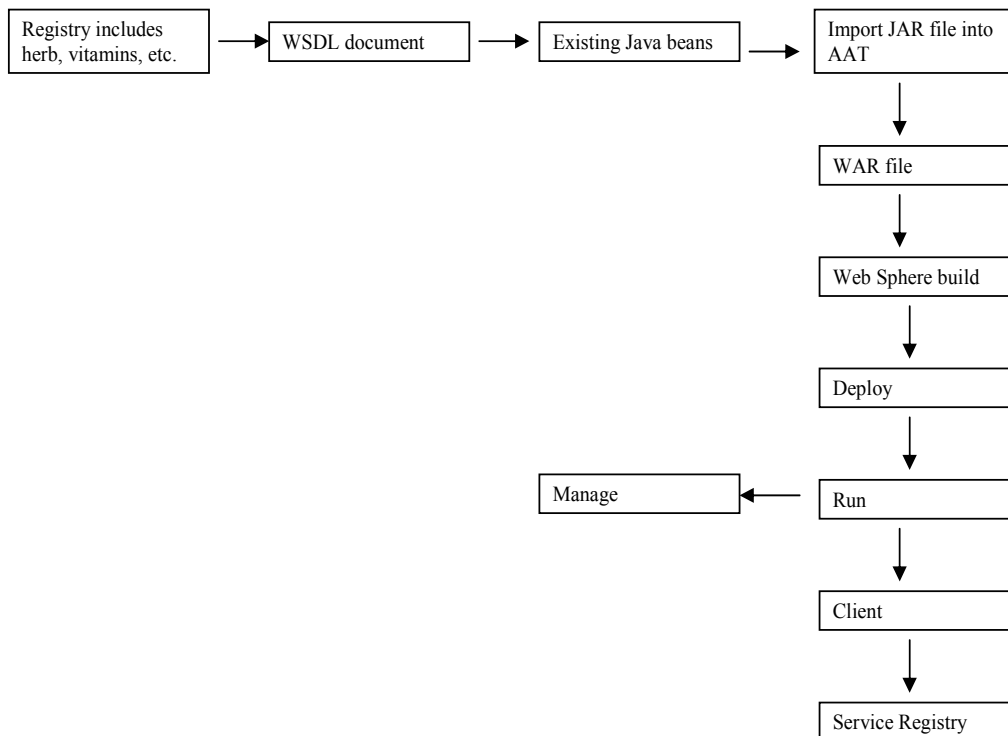 Registry includes
herb, vitamins, etc.
WSDL document
Existing Java beans
Import JAR file into
AAT
WAR file
Web Sphere build
Deploy
Manage
Run
Client
Service Registry